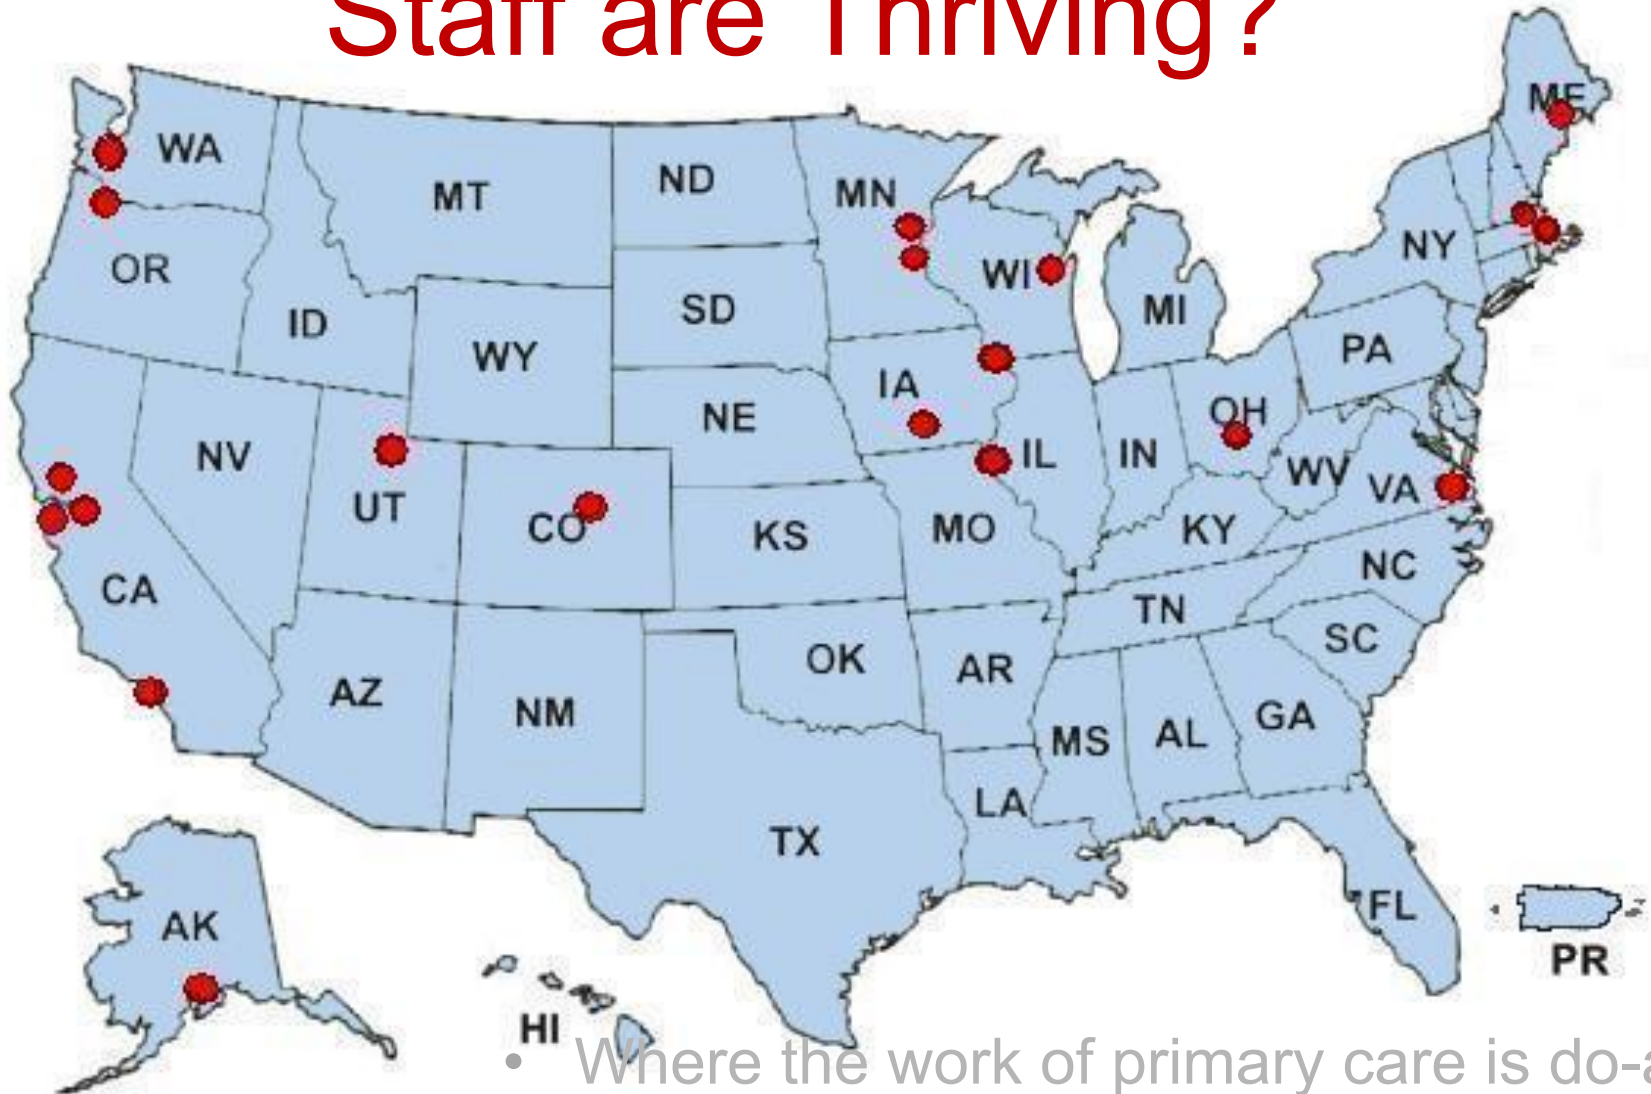 Staff are Thriving?
ME
WA
MT
ND
MN
OR
NY
WI
ID
SD
MI
WY
PA
IA
NE
OH
NV
IL
IN
WV
UT
VA
CO
KS
MO
KY
CA
NC
TN
SC
OK
AR
AZ
NM
GA
MS
AL
LA
TX
FL
AK
PR
HI
• Where the work of primary care is do-a